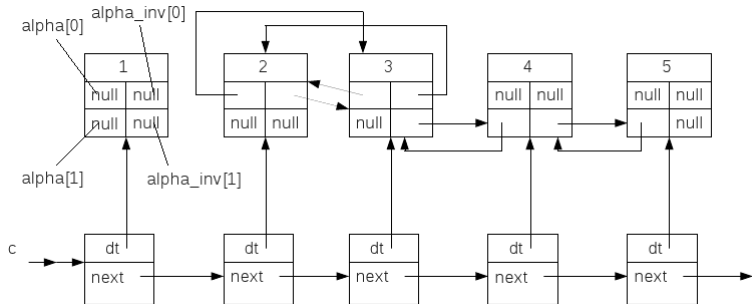 alpha[0]
alpha_inv[0]
1 2 3 4 5
null null null null null
null null null null null null null
alpha[1]
alpha_inv[1]
c
dt dt dt dt dt
next next next next next